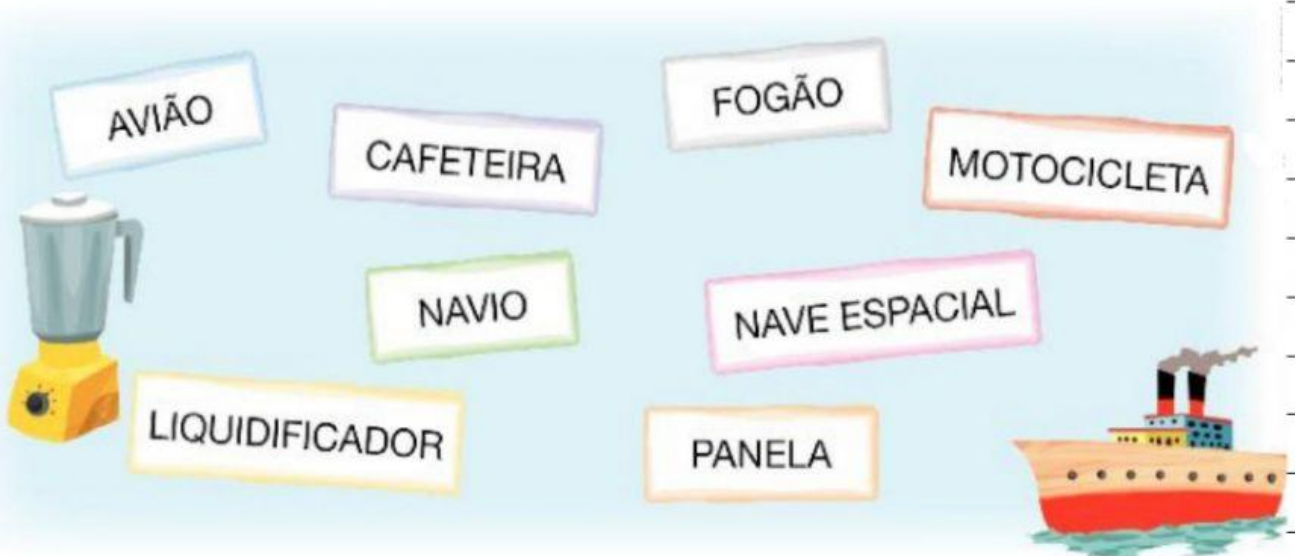 AVIÃO
CAFETEIRA
FOGÃO
MOTOCICLETA
NAVIO
NAVE ESPACIAL
LIQUIDIFICADOR
PANELA